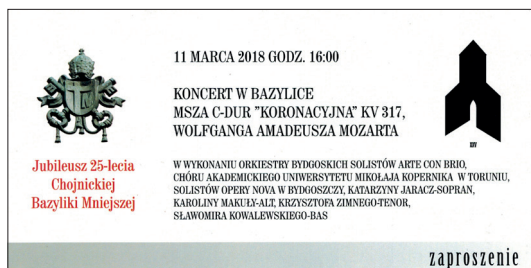 11 MARCA 2018 GODZ. 16:00
KONCERT W BAZYLICE
MSZA C-DUR "KORONACYJNA" KV 317,
WOLFGANGA AMADEUSZA MOZARTA
Jubileusz 25-lecia
Chojnickiej
Bazyliki Mniejszej
W WYKONANIU ORKIESTRY BYDGOSKICH SOLISTÓW ARTE CON BRIO,
CHÓRU AKADEMICKIEGO UNIWERSYTETU MIKOŁAJA KOPERNIKA W TORUNIU,
SOLISTÓW OPERY NOVA W BYDGOSZCZY, KATARZYNY JARACZ-SOPRAN,
KAROLINY MAKUŁY-ALT, KRZYSZTOFA ZIMNEGO-TENOR,
SŁAWOMIRA KOWALEWSKIEGO-BAS
zaproszenie